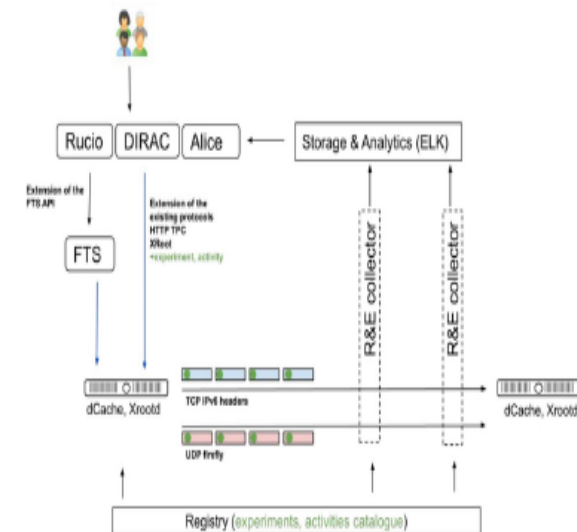 Rucio
DIRAC
Alice
Storage & Analytics (ELK)
Extension of the
FTS API
Extension of the
existing protocols
HTTP TPC
XRoot
+experiment, activity
FTS
R&E collector
R&E collector
dCache, Xrootd
TCP IPv6 headers
UDP firefly
dCache, Xrootd
Registry (experiments, activities catalogue)